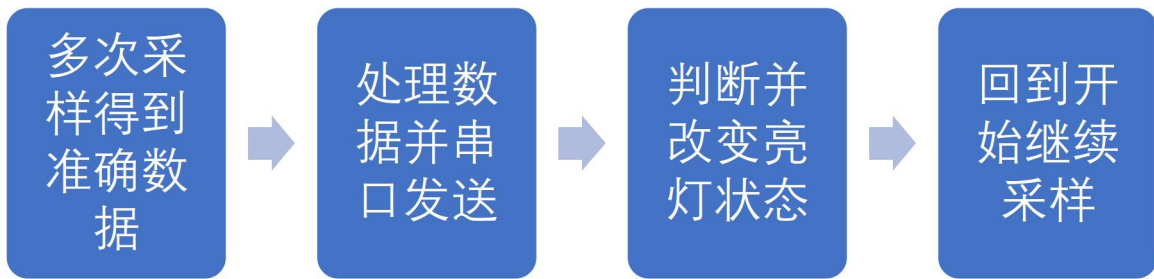 多次采
样得到
准确数
据
处理数
据并串
口发送
判断并
改变亮
灯状态
回到开
始继续
采样